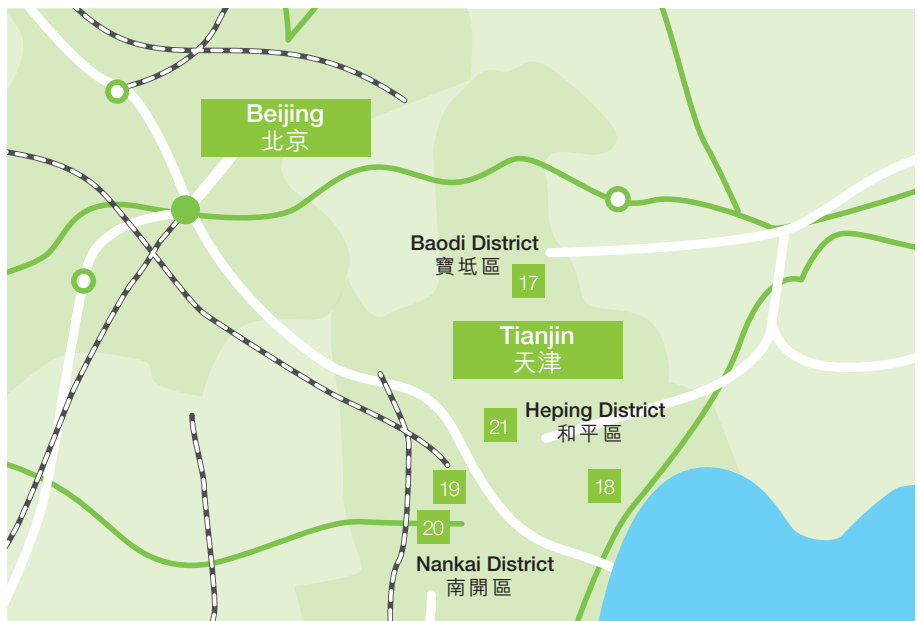 Beijing
北京
Baodi District
寶坻區
17
Tianjin
天津
Heping District
和平區
21
18
19
20
Nankai District
南開區